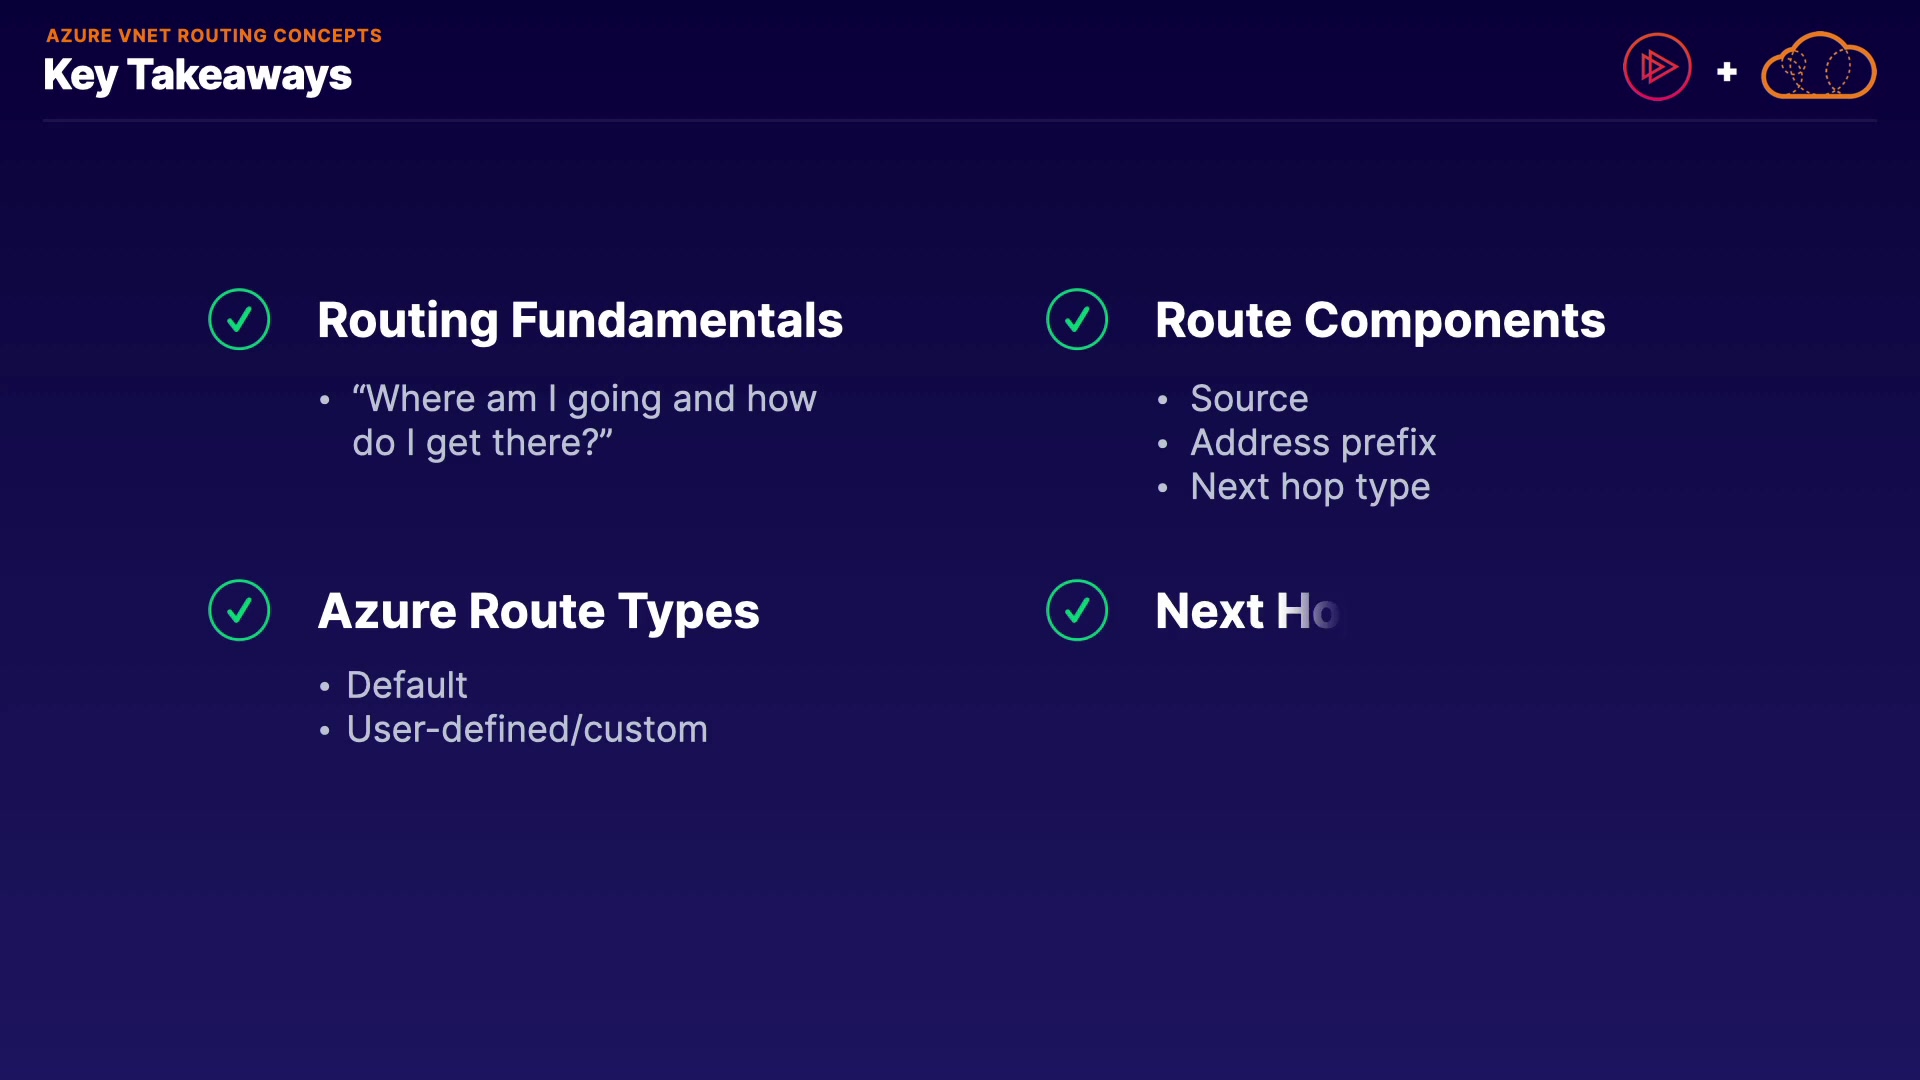 AZURE VNET ROUTING CONCEPTS
Key Takeaways
+
Routing Fundamentals
• “Where am I going and how
do I get there?”
Route Components
• Source
• Address prefix
• Next hop type
Azure Route Types
• Default
• User-defined/custom
Next Ho